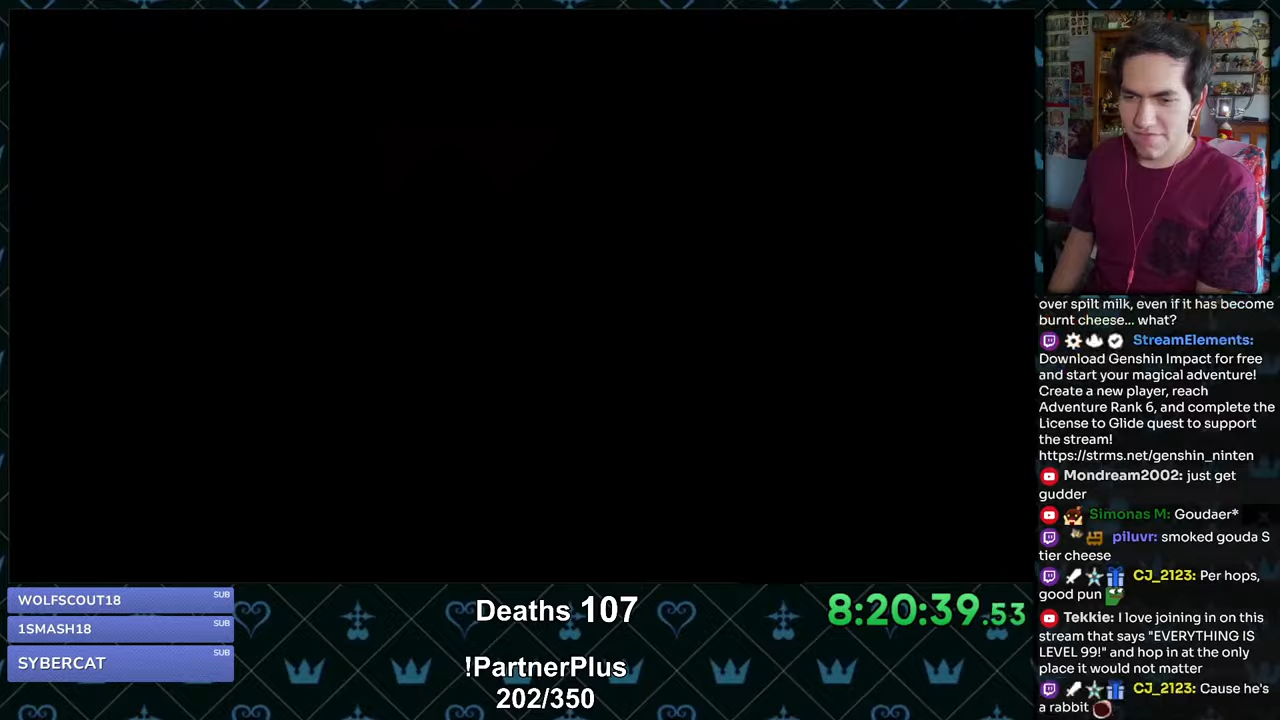 over spilt milk, even if it has become
burnt cheese... what?
StreamElements:
Download Genshin Impact for free
and start your magical adventure!
Create a new player, reach
Adventure Rank 6, and complete the
License to Glide quest to support
the stream!
https://strms.net/genshin_ninten
Mondream2002: just get
gudder
Simonas M: Goudaer*
piluvr: smoked gouda S
tier cheese
CJ_2123: Per hops,
good pun
Tekkie: I love joining in on this
stream that says "EVERYTHING IS
LEVEL 99!" and hop in at the only
place it would not matter
CJ_2123: Cause he's
a rabbit
WOLFSCOUT18 SUB
1SMASH18 SUB
SYBERCAT SUB
Deaths 107
!PartnerPlus
202/350
8:20:39.53